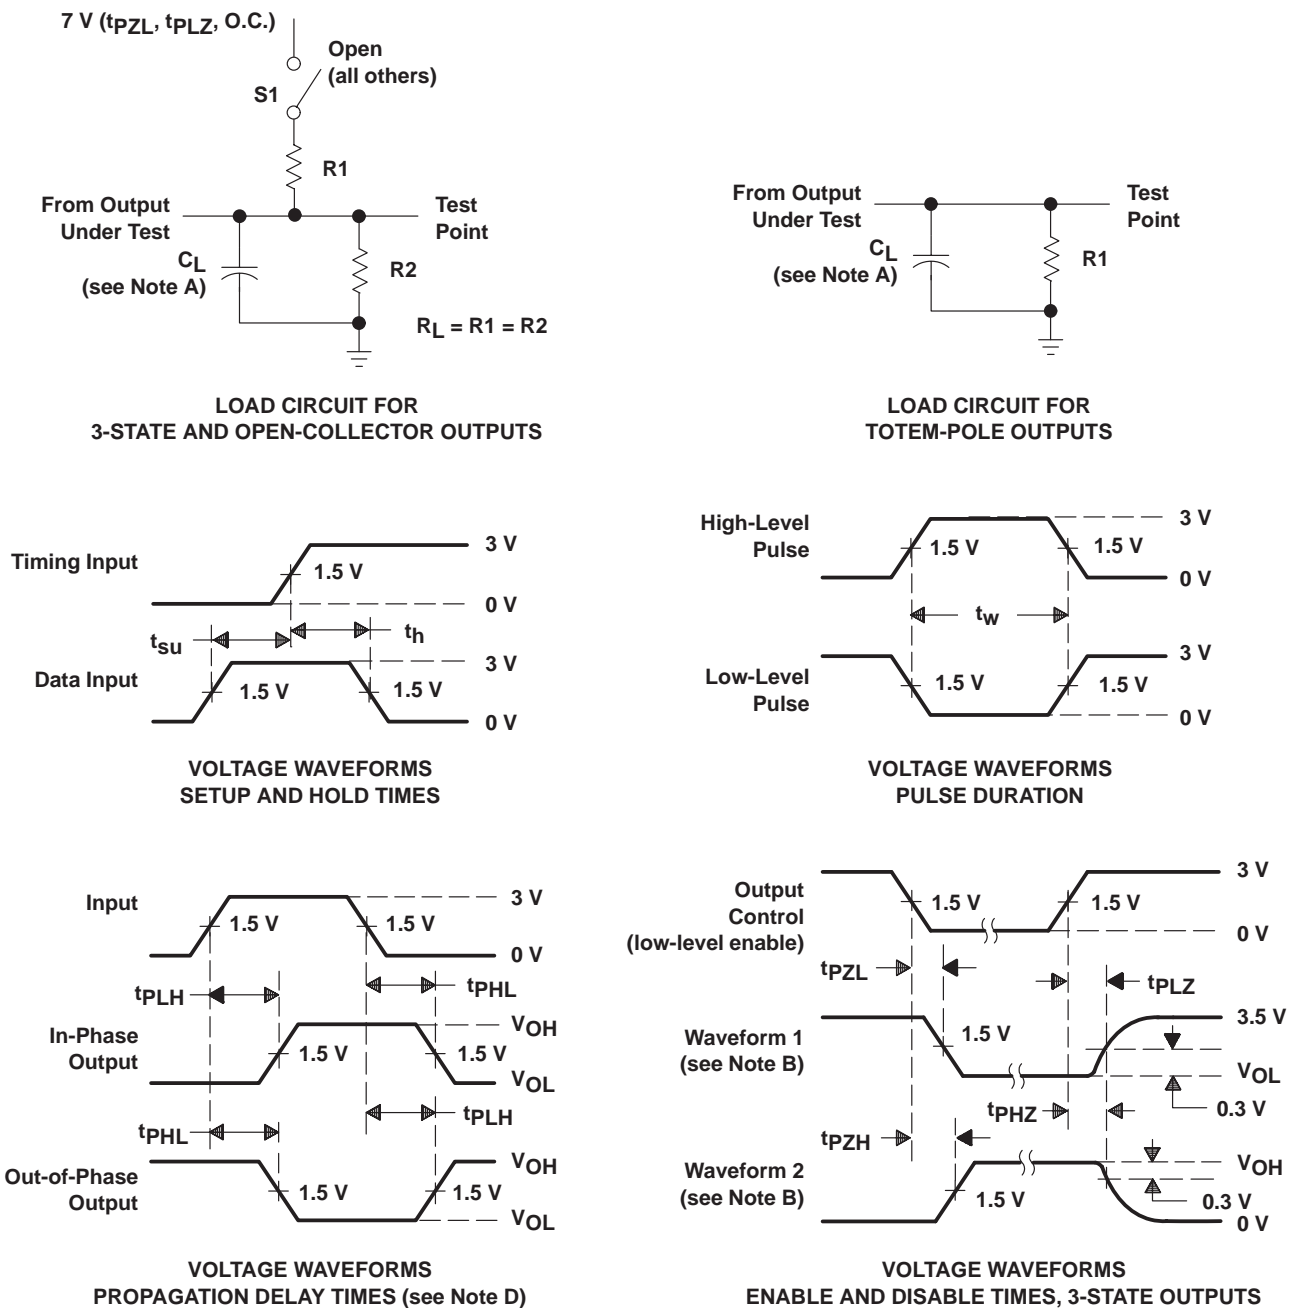 7 V (tPZL, tPLZ, O.C.)
Open
(all others)
S1
R1
From Output
Under Test
Test
Point
CL
(see Note A)
R2
RL = R1 = R2
LOAD CIRCUIT FOR
3-STATE AND OPEN-COLLECTOR OUTPUTS
From Output
Under Test
Test
Point
CL
(see Note A)
R1
LOAD CIRCUIT FOR
TOTEM-POLE OUTPUTS
Timing Input
3 V
1.5 V
0 V
tsu
th
Data Input
3 V
1.5 V
1.5 V
0 V
VOLTAGE WAVEFORMS
SETUP AND HOLD TIMES
High-Level
Pulse
3 V
1.5 V
1.5 V
0 V
tw
Low-Level
Pulse
3 V
1.5 V
1.5 V
0 V
VOLTAGE WAVEFORMS
PULSE DURATION
Input
3 V
1.5 V
1.5 V
0 V
tPLH
tPHL
In-Phase
Output
VOH
1.5 V
1.5 V
VOL
tPHL
tPLH
Out-of-Phase
Output
VOH
1.5 V
1.5 V
VOL
VOLTAGE WAVEFORMS
PROPAGATION DELAY TIMES (see Note D)
Output
Control
(low-level enable)
3 V
1.5 V
1.5 V
0 V
tPZL
tPLZ
Waveform 1
(see Note B)
3.5 V
1.5 V
VOL
0.3 V
tPHZ
tPZH
Waveform 2
(see Note B)
VOH
1.5 V
0.3 V
0 V
VOLTAGE WAVEFORMS
ENABLE AND DISABLE TIMES, 3-STATE OUTPUTS